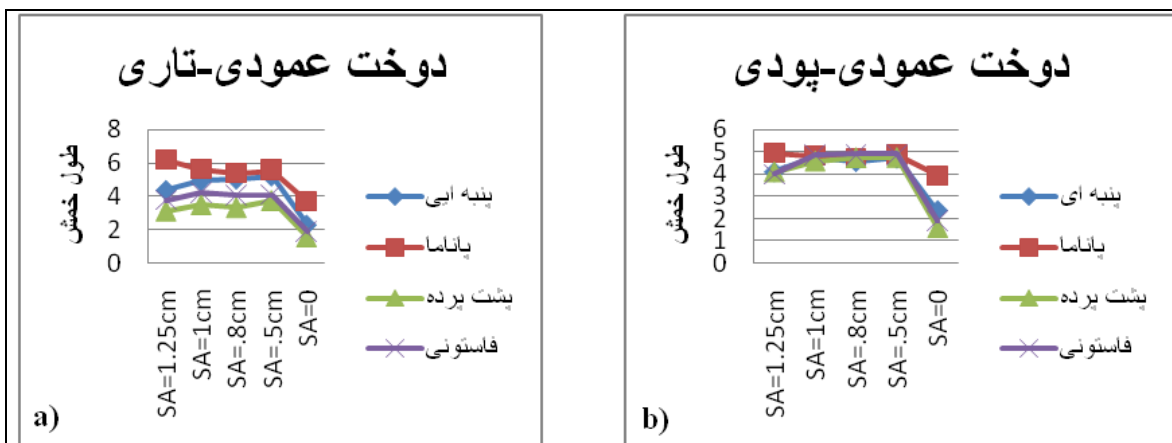 دوخت عمودی-تاری
طول خمش
8
6
4
2
0
SA=1.25cm
SA=1cm
SA=.8cm
SA=.5cm
SA=0
پنبه ایی
پاناما
پشت پرده
فاستونی
a)
دوخت عمودی-پودی
طول خمش
6
5
4
3
2
1
0
SA=1.25cm
SA=1cm
SA=.8cm
SA=.5cm
SA=0
پنبه ای
پاناما
پشت پرده
فاستونی
b)